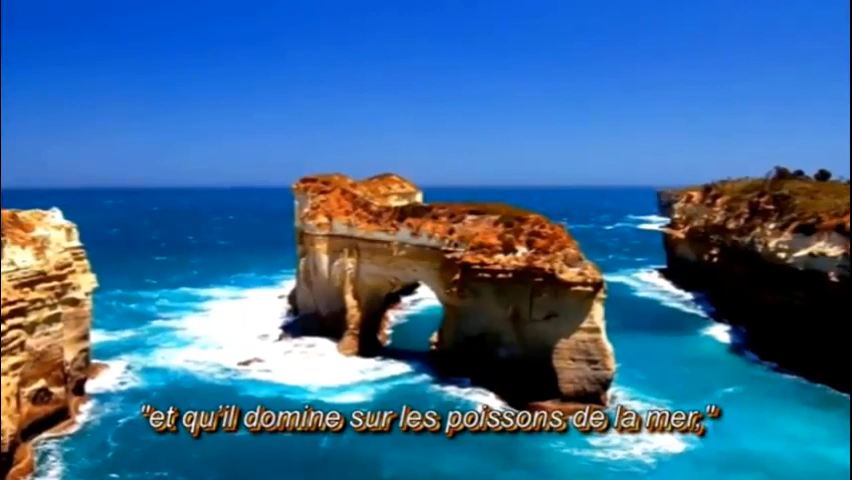 "et qu'il domine sur les poissons de la mer,"